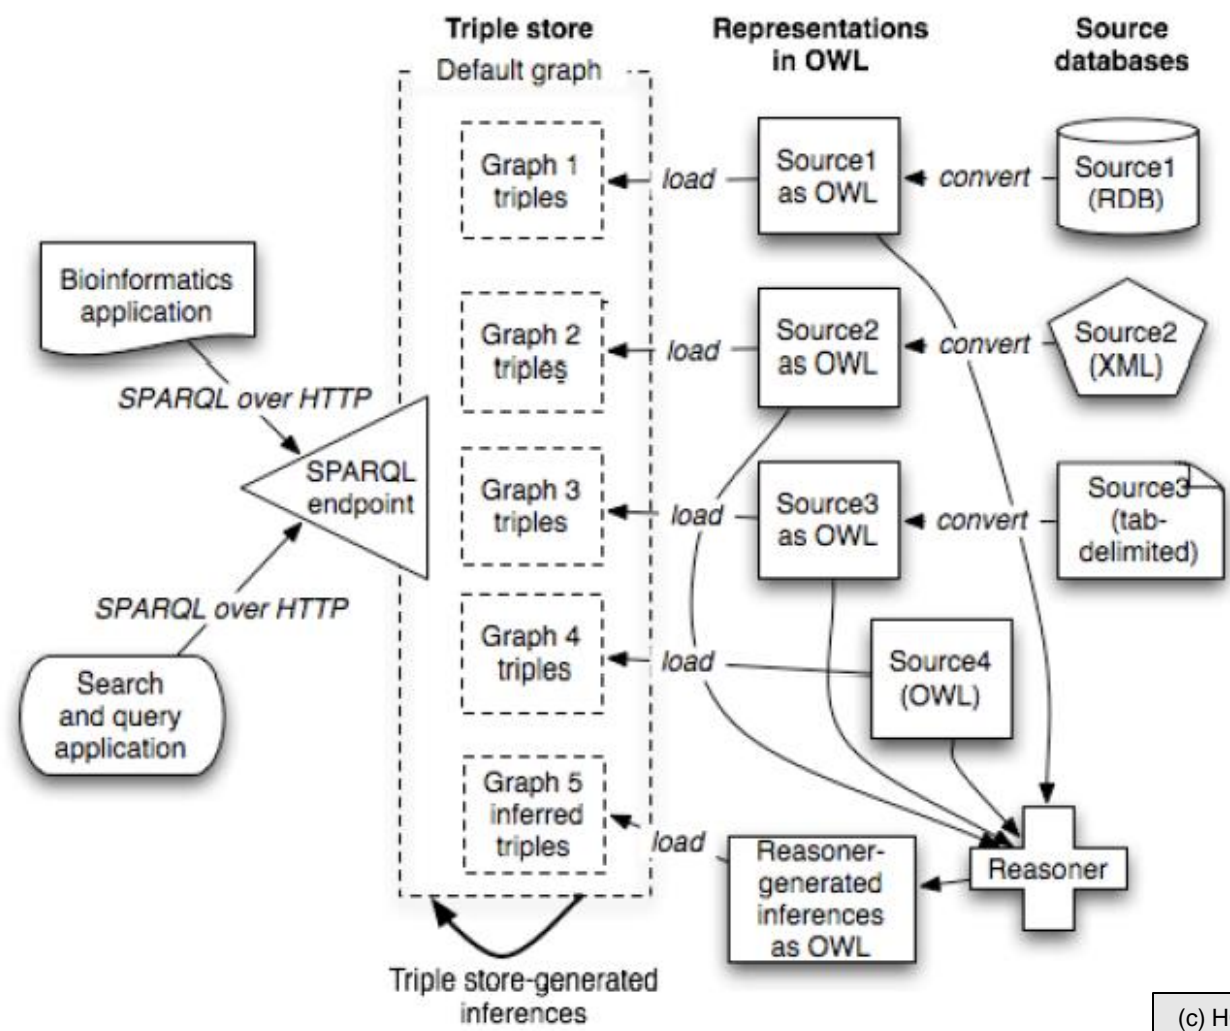 Triple store
Representations
in OWL
Source
databases
Default graph
Graph 1
triples
load
Source1
as OWL
convert
Source1
(RDB)
Bioinformatics
application
Graph 2
triples
load
Source2
as OWL
convert
Source2
(XML)
SPARQL over HTTP
SPARQL
endpoint
Graph 3
triples
load
Source3
as OWL
convert
Source3
(tab-
delimited)
SPARQL over HTTP
Graph 4
triples
load
Source4
(OWL)
Search
and query
application
Graph 5
inferred
triples
load
Reasoner-
generated
inferences
as OWL
Reasoner
Triple store-generated
inferences
(c) H